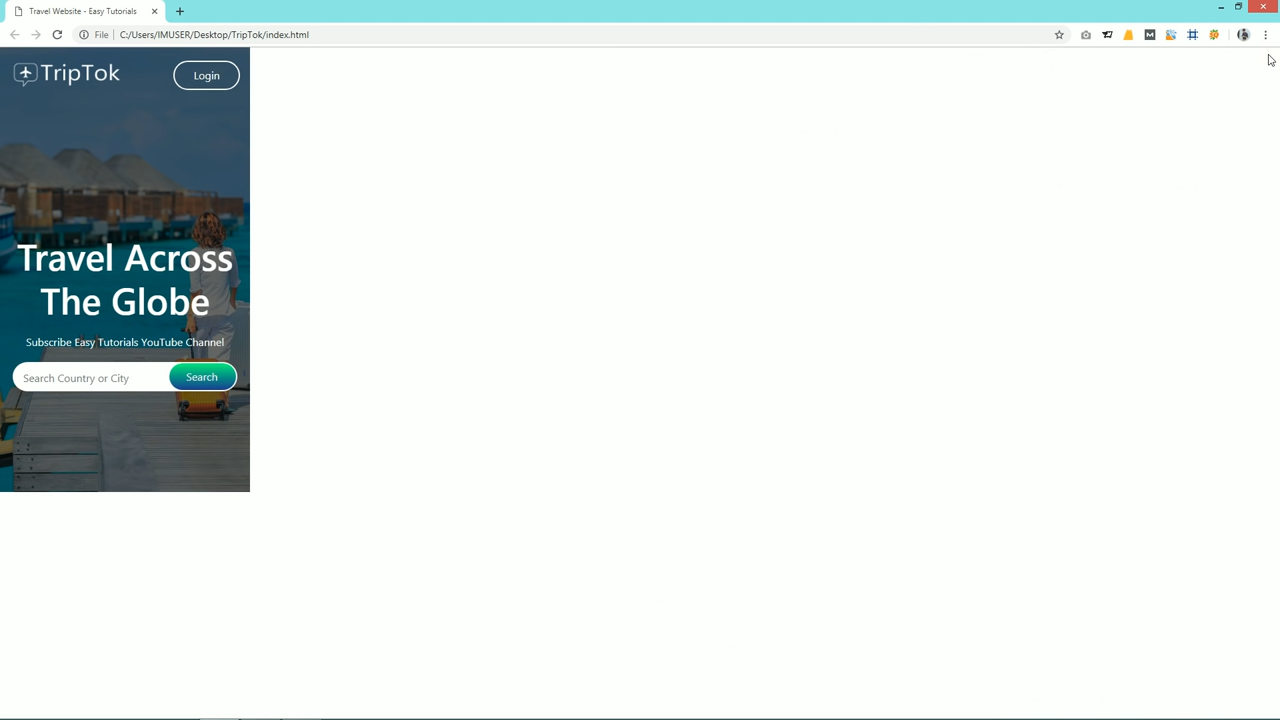 Travel Website - Easy Tutorials
File
C:/Users/IMUSER/Desktop/TripTok/index.html
TripTok
Login
Travel Across
The Globe
Subscribe Easy Tutorials YouTube Channel
Search Country or City
Search